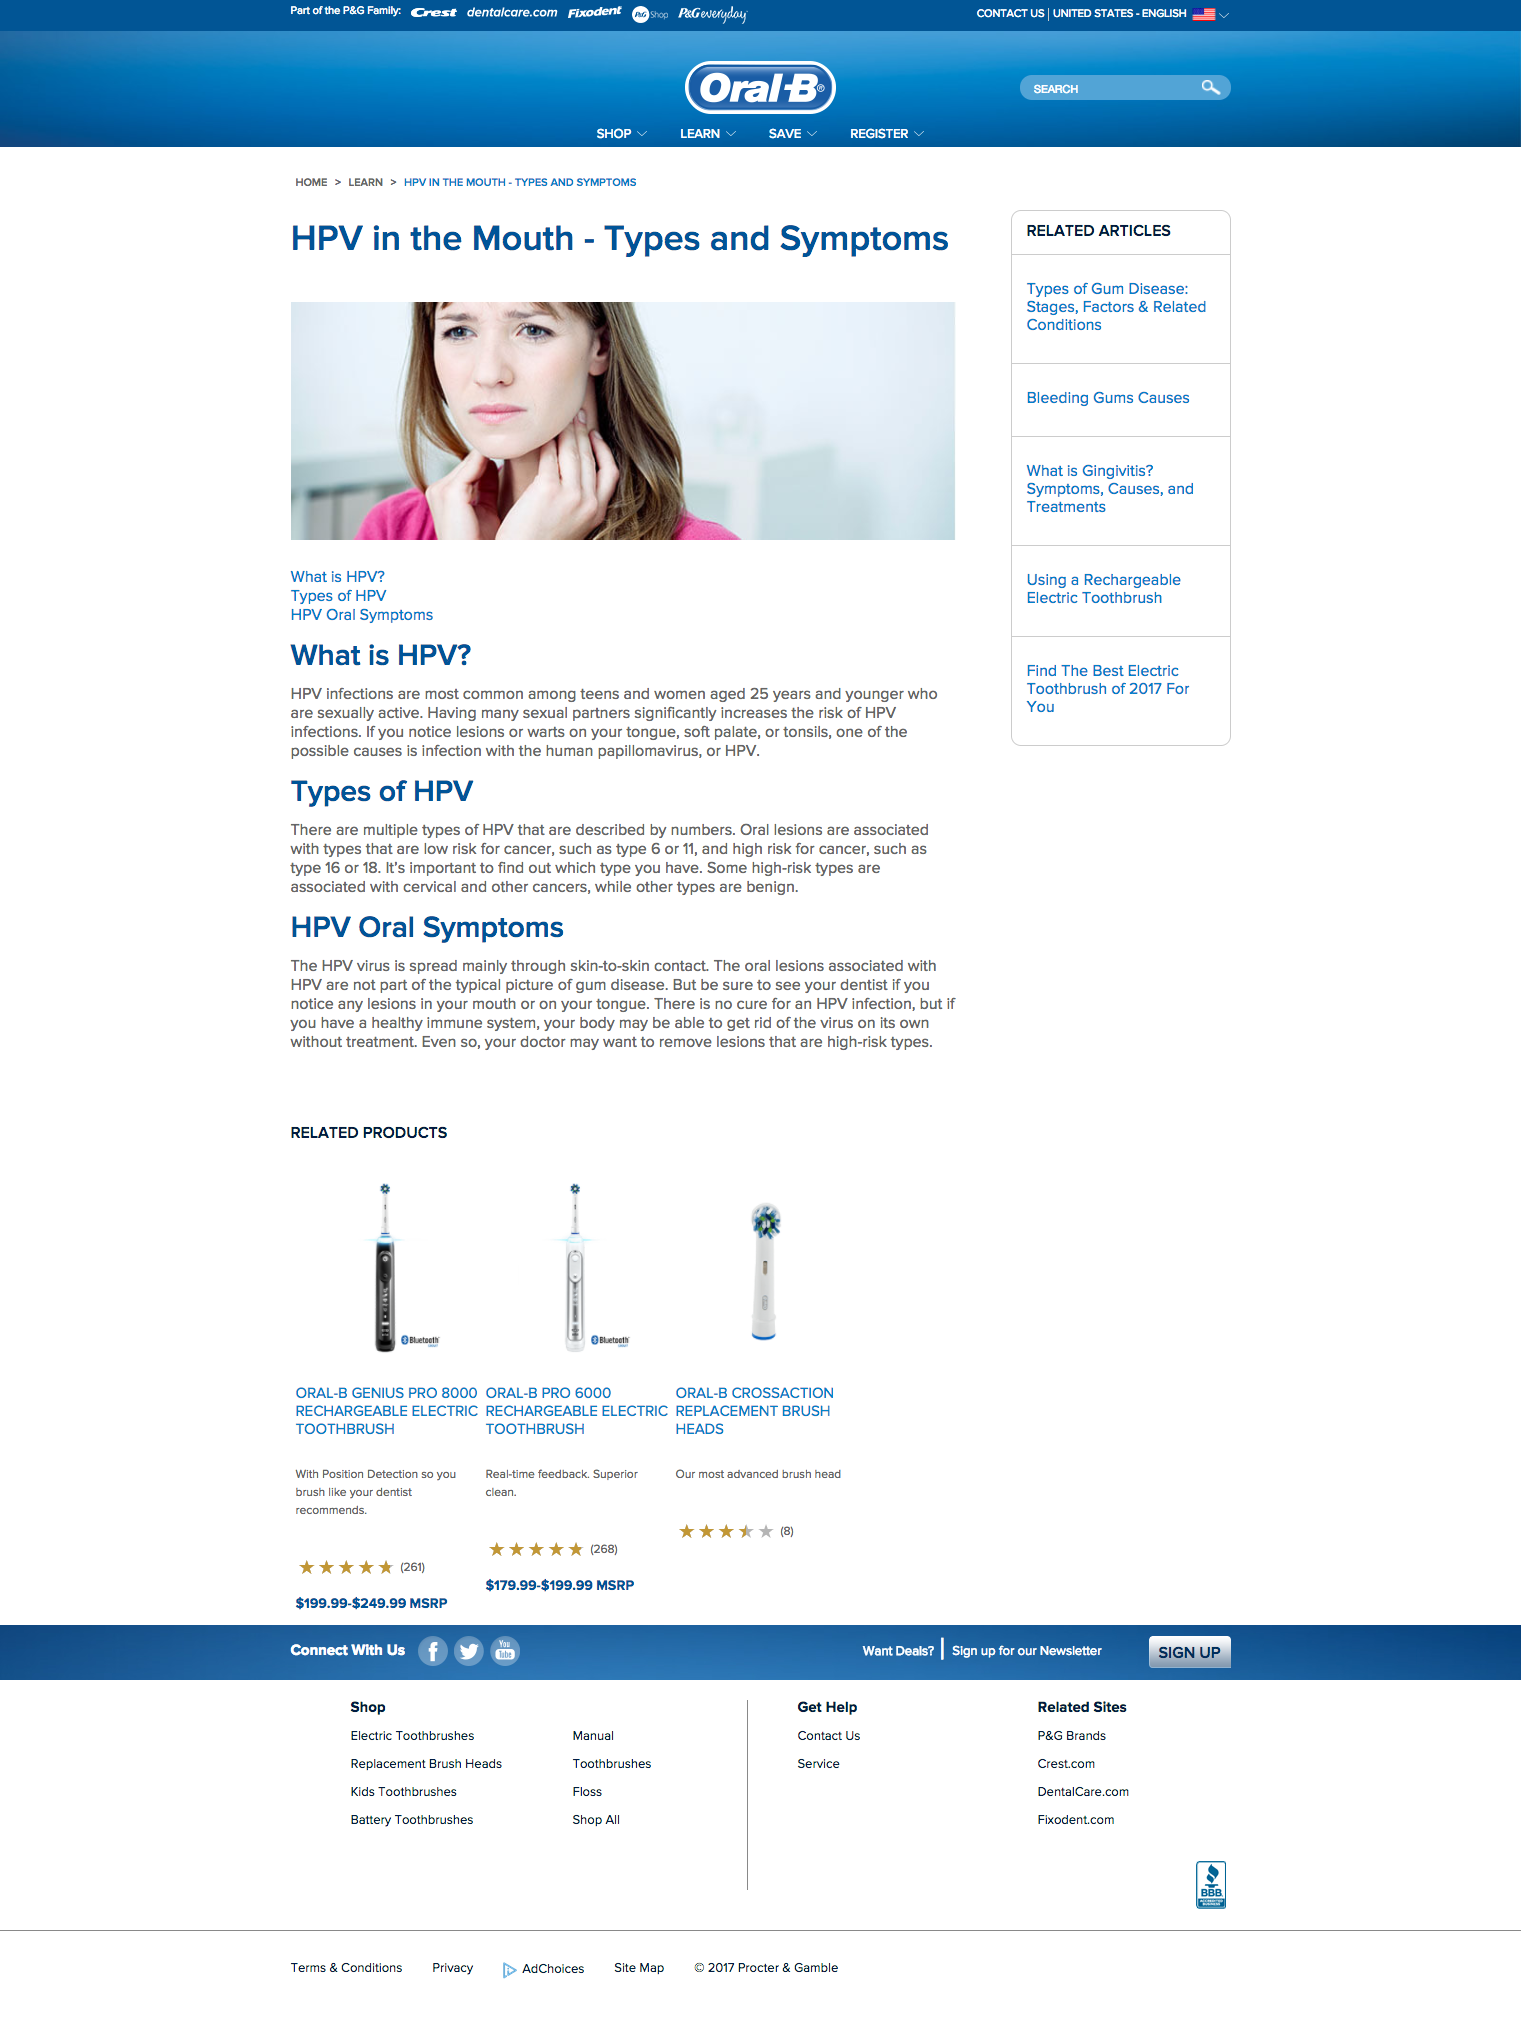 Part of the P&G Family: Crest dentalcare.com Fixodent P&G Shop P&G everyday
CONTACT US | UNITED STATES - ENGLISH
Oral-B®
SEARCH
SHOP LEARN SAVE REGISTER
HOME > LEARN > HPV IN THE MOUTH - TYPES AND SYMPTOMS
HPV in the Mouth - Types and Symptoms
What is HPV?
Types of HPV
HPV Oral Symptoms
What is HPV?
HPV infections are most common among teens and women aged 25 years and younger who
are sexually active. Having many sexual partners significantly increases the risk of HPV
infections. If you notice lesions or warts on your tongue, soft palate, or tonsils, one of the
possible causes is infection with the human papillomavirus, or HPV.
Types of HPV
There are multiple types of HPV that are described by numbers. Oral lesions are associated
with types that are low risk for cancer, such as type 6 or 11, and high risk for cancer, such as
type 16 or 18. It's important to find out which type you have. Some high-risk types are
associated with cervical and other cancers, while other types are benign.
HPV Oral Symptoms
The HPV virus is spread mainly through skin-to-skin contact. The oral lesions associated with
HPV are not part of the typical picture of gum disease. But be sure to see your dentist if you
notice any lesions in your mouth or on your tongue. There is no cure for an HPV infection, but if
you have a healthy immune system, your body may be able to get rid of the virus on its own
without treatment. Even so, your doctor may want to remove lesions that are high-risk types.
RELATED ARTICLES
Types of Gum Disease:
Stages, Factors & Related
Conditions
Bleeding Gums Causes
What is Gingivitis?
Symptoms, Causes, and
Treatments
Using a Rechargeable
Electric Toothbrush
Find The Best Electric
Toothbrush of 2017 For
You
RELATED PRODUCTS
Bluetooth
ORAL-B GENIUS PRO 8000
RECHARGEABLE ELECTRIC
TOOTHBRUSH
With Position Detection so you
brush like your dentist
recommends.
(261)
$199.99-$249.99 MSRP
Bluetooth
ORAL-B PRO 6000
RECHARGEABLE ELECTRIC
TOOTHBRUSH
Real-time feedback. Superior
clean.
(268)
$179.99-$199.99 MSRP
ORAL-B CROSSACTION
REPLACEMENT BRUSH
HEADS
Our most advanced brush head
(8)
Connect With Us
You
Tube
Want Deals? | Sign up for our Newsletter
SIGN UP
Shop
Electric Toothbrushes
Replacement Brush Heads
Kids Toothbrushes
Battery Toothbrushes
Manual
Toothbrushes
Floss
Shop All
Get Help
Contact Us
Service
Related Sites
P&G Brands
Crest.com
DentalCare.com
Fixodent.com
BBB
Terms & Conditions Privacy AdChoices Site Map © 2017 Procter & Gamble